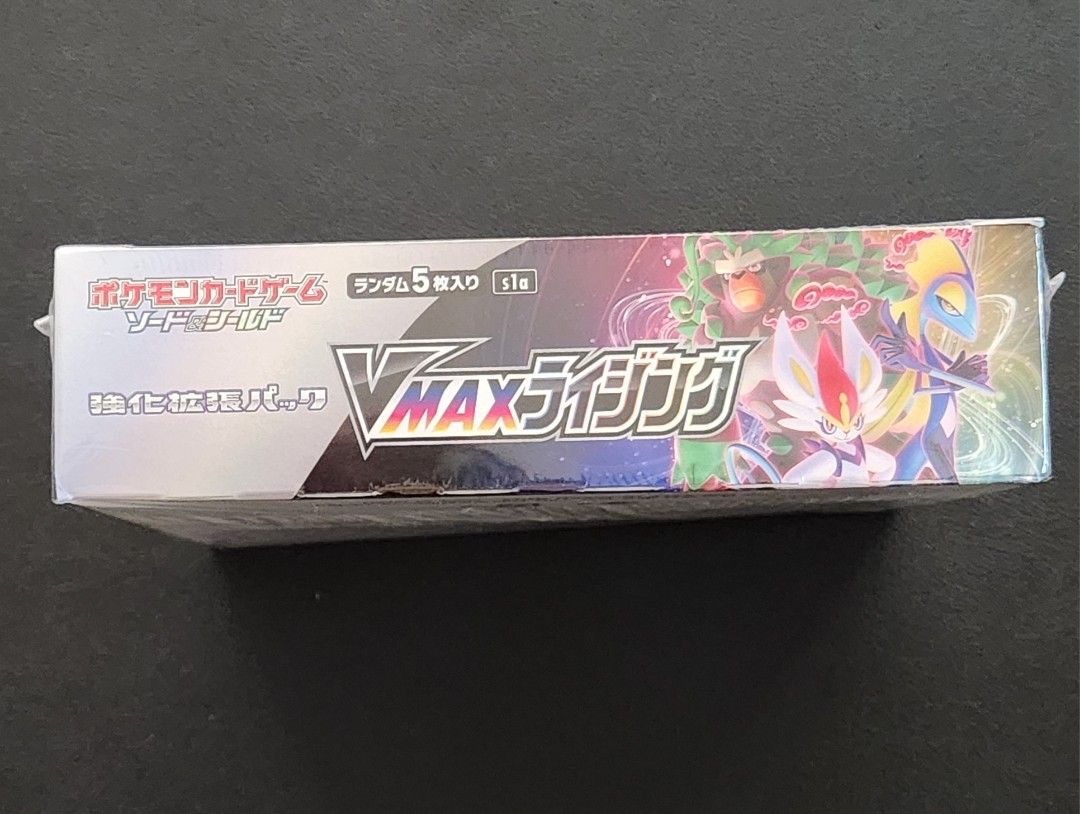 ポケモンカードゲーム
ソード&シールド
ランダム5枚入り s1a
強化拡張パック
VMAXライジング